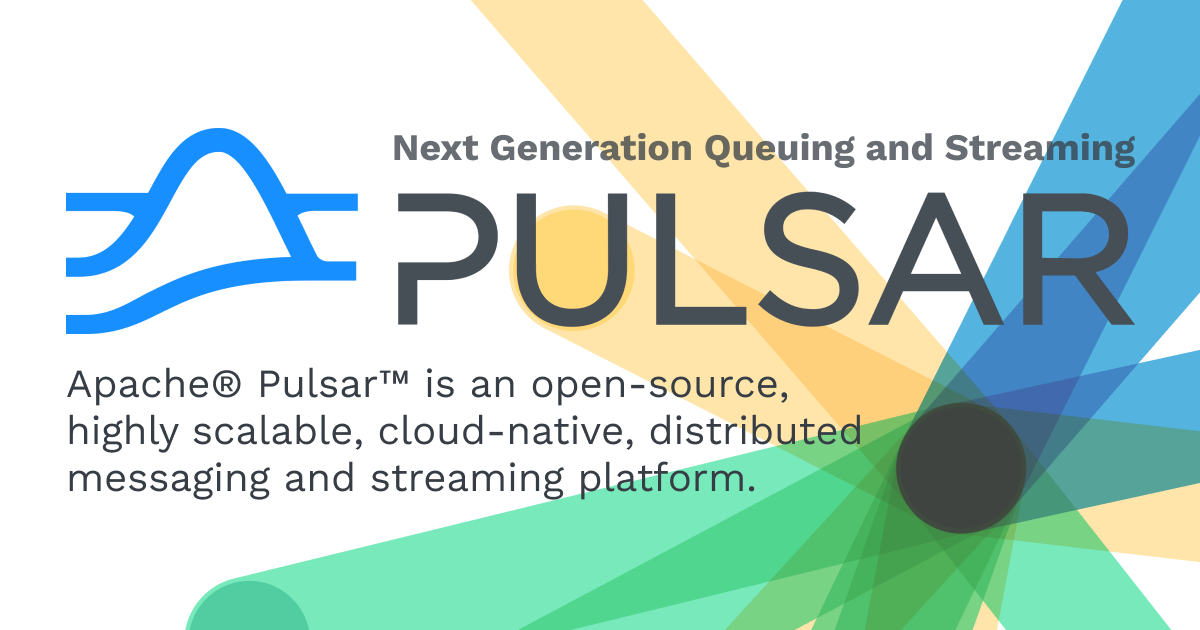 Next Generation Queuing and Streaming
PULSAR
Apache® Pulsar™ is an open-source,
highly scalable, cloud-native, distributed
messaging and streaming platform.